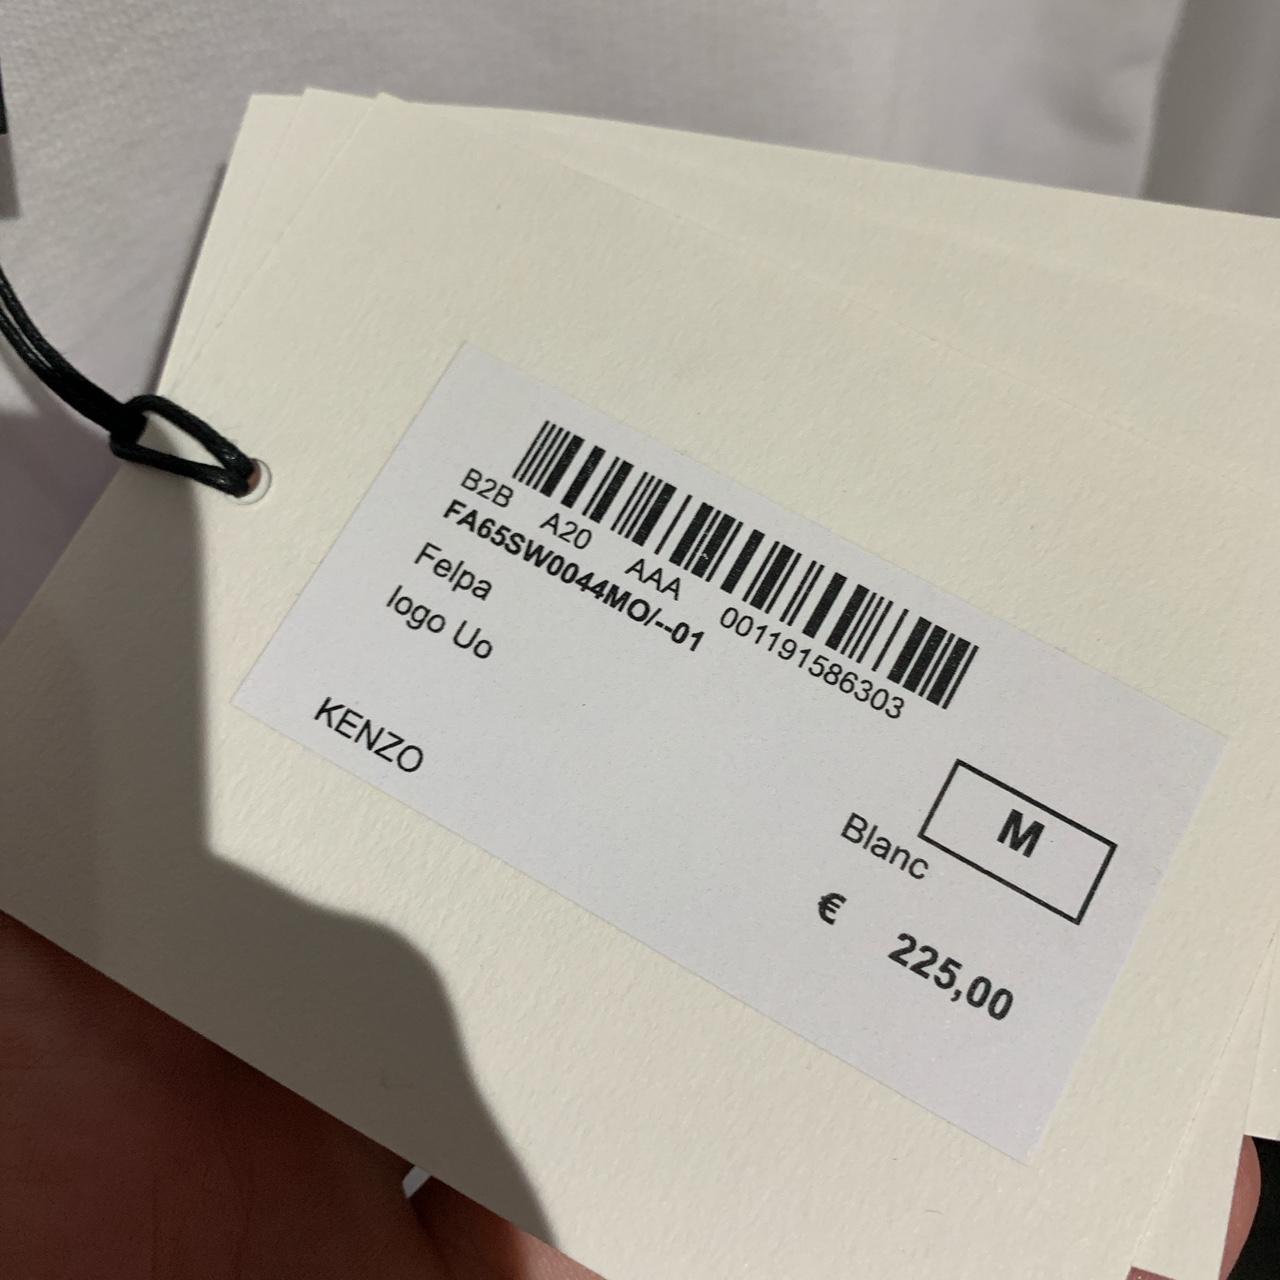 B2B A20 AAA 001191586303
FA65SW0044MO/--01
Felpa
logo Uo
KENZO
M
Blanc
€ 225,00